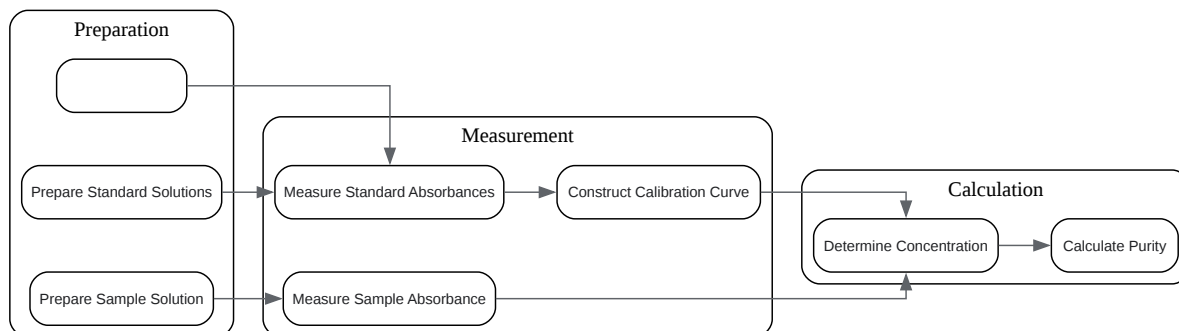 Preparation
Prepare Standard Solutions
Prepare Sample Solution
Measurement
Measure Standard Absorbances
Construct Calibration Curve
Measure Sample Absorbance
Calculation
Determine Concentration
Calculate Purity